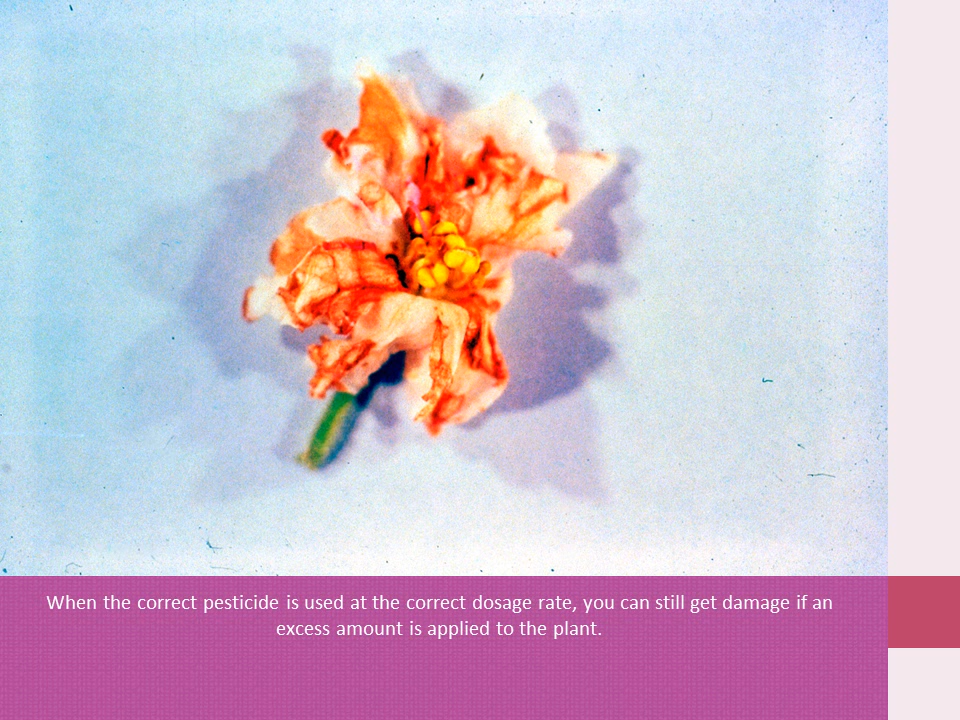 When the correct pesticide is used at the correct dosage rate, you can still get damage if an
excess amount is applied to the plant.